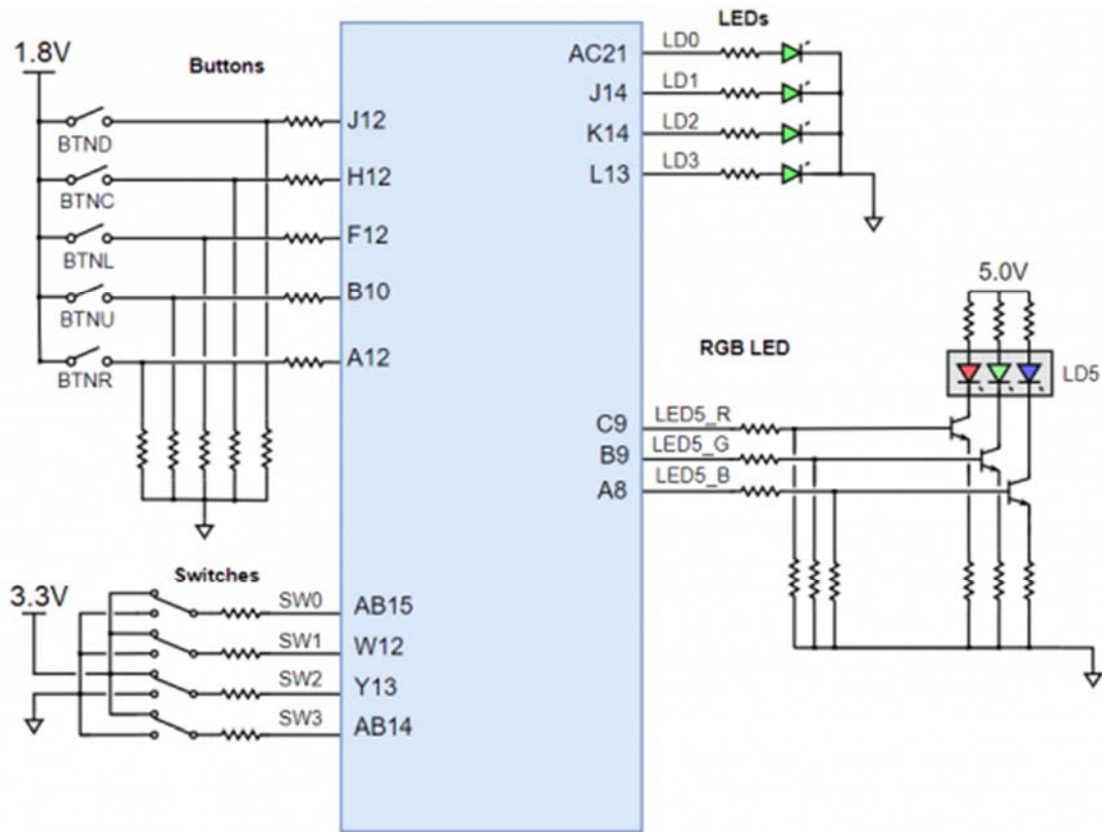 LEDs
1.8V
Buttons
BTND
J12
BTNC
H12
BTNL
F12
BTNU
B10
BTNR
A12
AC21
LD0
J14
LD1
K14
LD2
L13
LD3
5.0V
RGB LED
LD5
C9
LED5_R
B9
LED5_G
A8
LED5_B
Switches
3.3V
SW0
AB15
SW1
W12
SW2
Y13
SW3
AB14